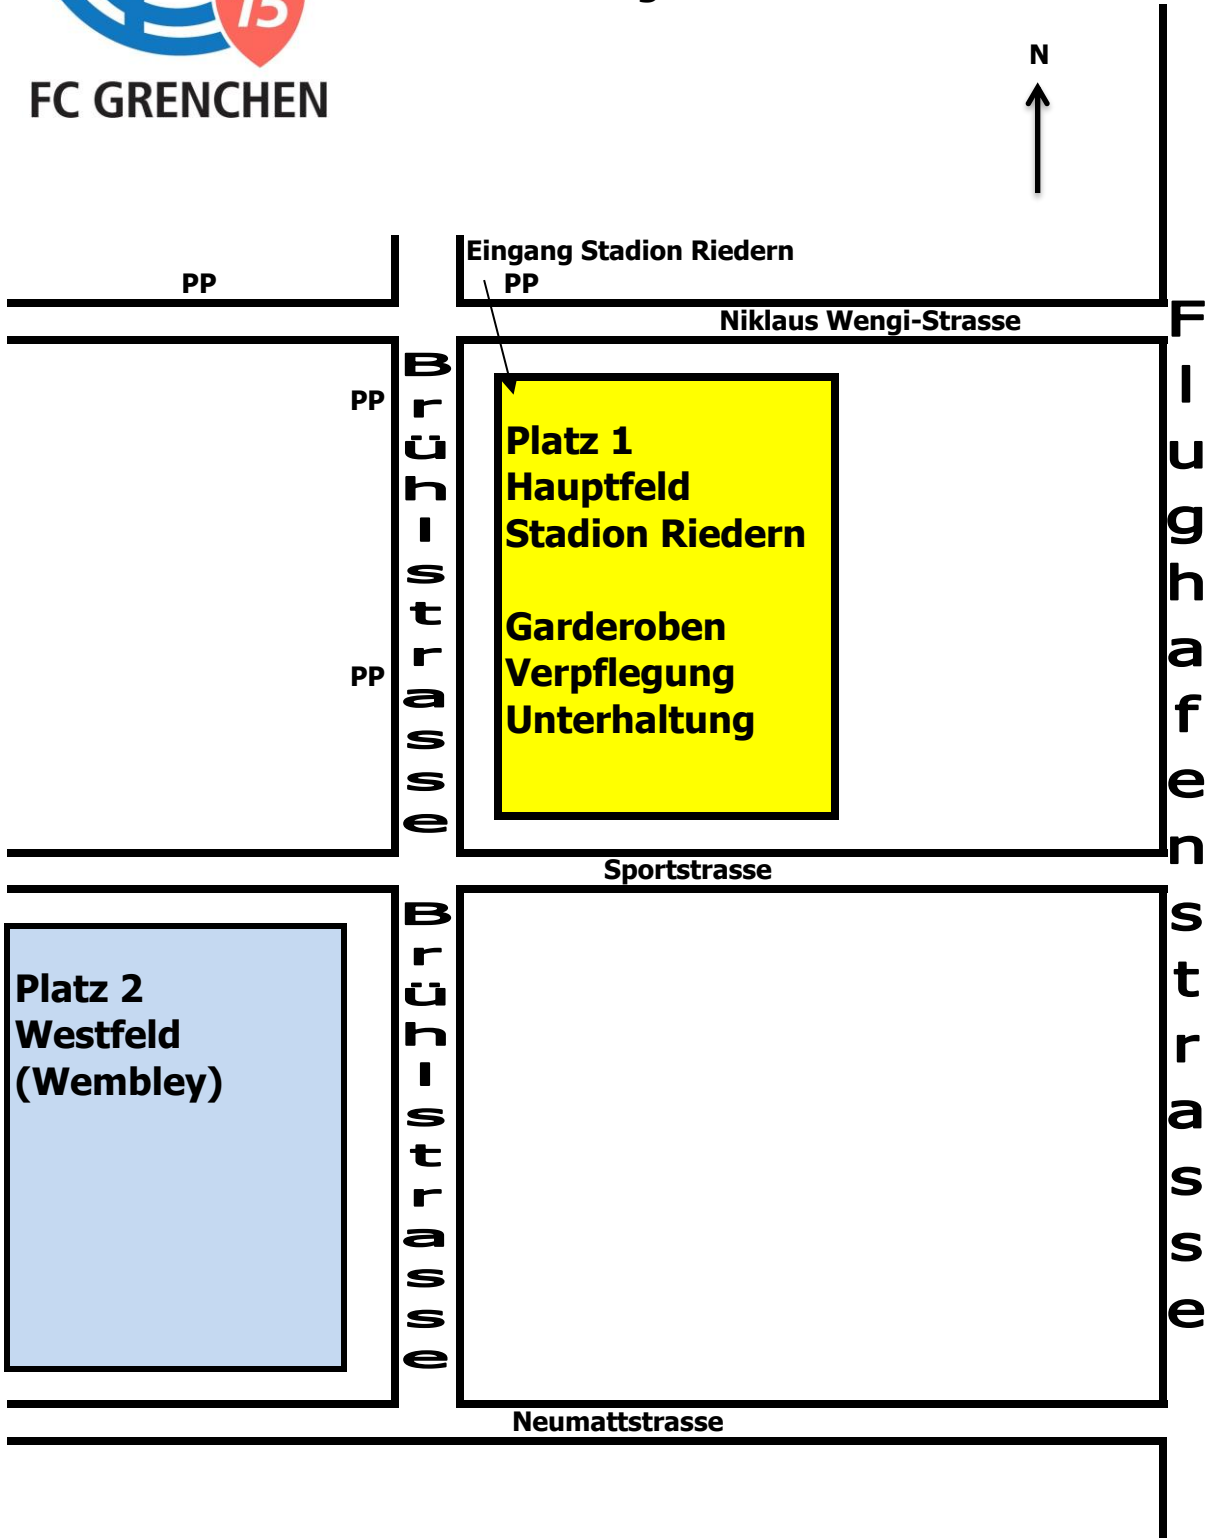 15
FC GRENCHEN
N
Eingang Stadion Riedern
PP
PP
Niklaus Wengi-Strasse
Flughafenstrasse
Brühlstrasse
PP
PP
Platz 1
Hauptfeld
Stadion Riedern
Garderoben
Verpflegung
Unterhaltung
Sportstrasse
Brühlstrasse
Platz 2
Westfeld
(Wembley)
Neumattstrasse